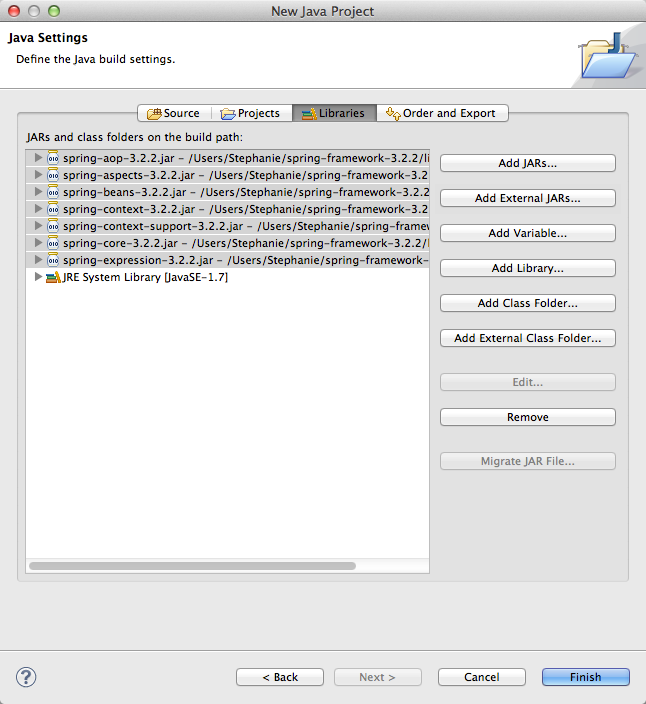 New Java Project
Java Settings
Define the Java build settings.
Source Projects Libraries Order and Export
JARs and class folders on the build path:
spring-aop-3.2.2.jar – /Users/Stephanie/spring-framework-3.2.2/li
spring-aspects-3.2.2.jar – /Users/Stephanie/spring-framework-3.2
spring-beans-3.2.2.jar – /Users/Stephanie/spring-framework-3.2.2
spring-context-3.2.2.jar – /Users/Stephanie/spring-framework-3.2
spring-context-support-3.2.2.jar – /Users/Stephanie/spring-framew
spring-core-3.2.2.jar – /Users/Stephanie/spring-framework-3.2.2/l
spring-expression-3.2.2.jar – /Users/Stephanie/spring-framework-
JRE System Library [JavaSE-1.7]
Add JARs...
Add External JARs...
Add Variable...
Add Library...
Add Class Folder...
Add External Class Folder...
Edit...
Remove
Migrate JAR File...
?
< Back Next > Cancel Finish